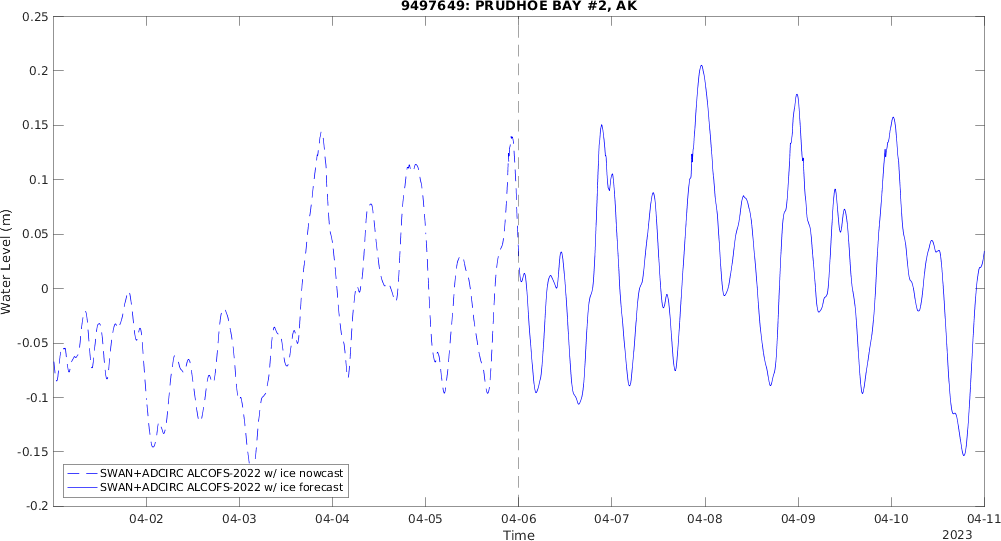 9497649: PRUDHOE BAY #2, AK
0.25
0.2
0.15
0.1
0.05
0
-0.05
-0.1
-0.15
-0.2
Water Level (m)
SWAN+ADCIRC ALCOFS-2022 w/ ice nowcast
SWAN+ADCIRC ALCOFS-2022 w/ ice forecast
04-02 04-03 04-04 04-05 04-06 04-07 04-08 04-09 04-10 04-11
Time
2023